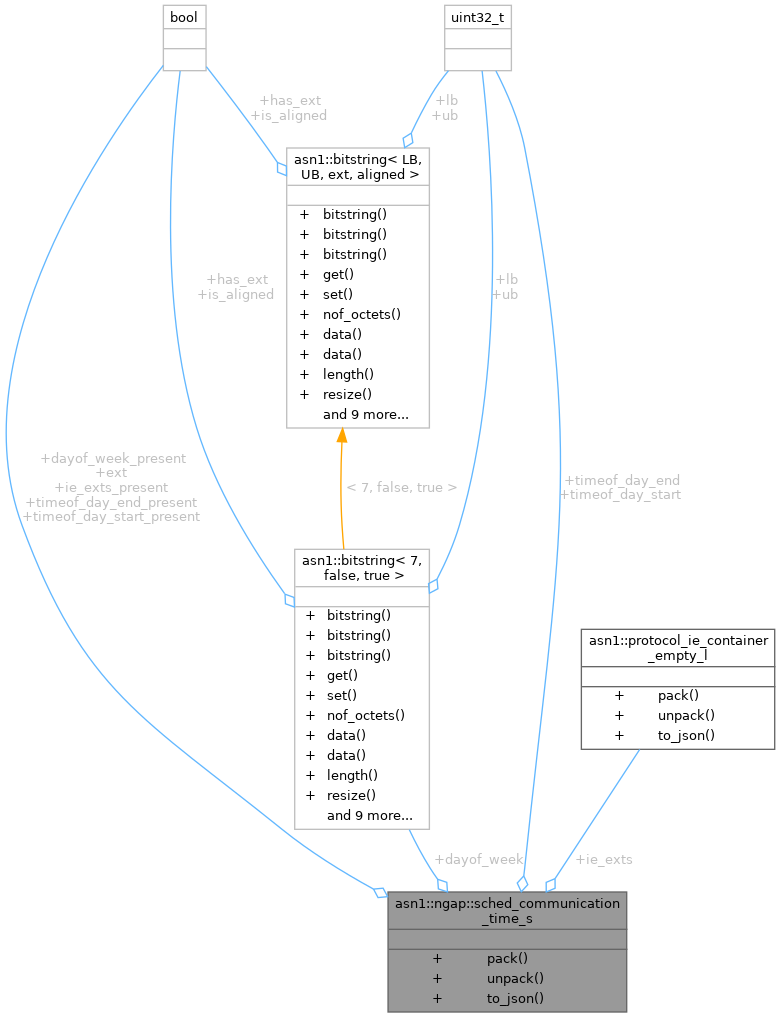 bool
uint32_t
+has_ext
+is_aligned
+lb
+ub
asn1::bitstring< LB,
UB, ext, aligned >
+ bitstring()
+ bitstring()
+ bitstring()
+ get()
+ set()
+ nof_octets()
+ data()
+ data()
+ length()
+ resize()
and 9 more...
+has_ext
+is_aligned
+lb
+ub
+dayof_week_present
+ext
+ie_exts_present
+timeof_day_end_present
+timeof_day_start_present
< 7, false, true >
+timeof_day_end
+timeof_day_start
asn1::bitstring< 7,
false, true >
+ bitstring()
+ bitstring()
+ bitstring()
+ get()
+ set()
+ nof_octets()
+ data()
+ data()
+ length()
+ resize()
and 9 more...
asn1::protocol_ie_container
_empty_l
+ pack()
+ unpack()
+ to_json()
+dayof_week
+ie_exts
asn1::ngap::sched_communication
_time_s
+ pack()
+ unpack()
+ to_json()